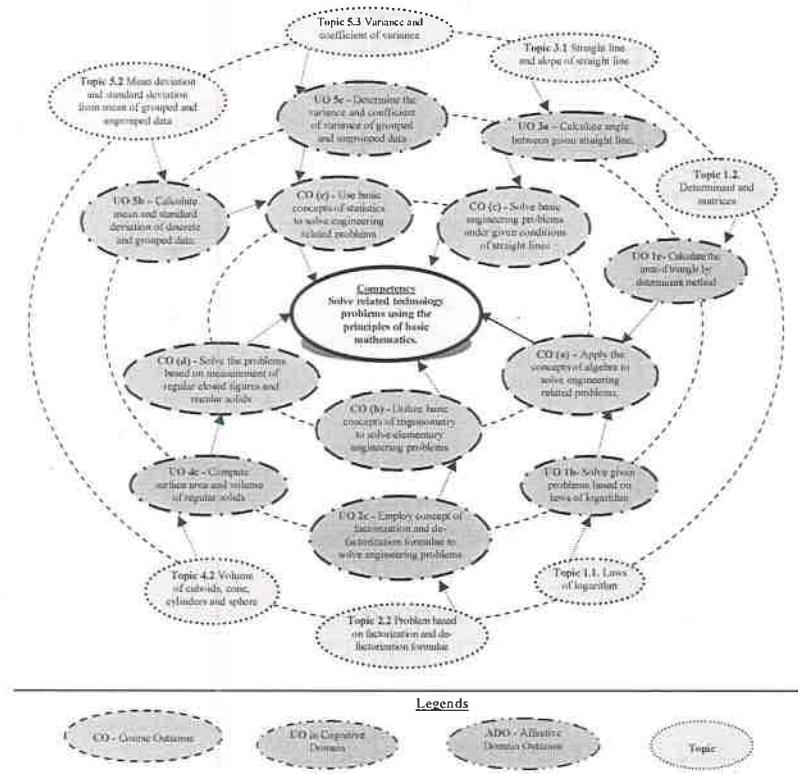 Topic 5.3 Variance and
coefficient of variance
Topic 3.1 Straight line
and slope of straight line
Topic 5.2 Mean deviation
and standard deviation
from mean of grouped and
ungrouped data
UO 5c - Determine the
variance and coefficient
of variance of grouped
and ungrouped data
UO 3a – Calculate angle
between given straight line.
Topic 1.2.
Determinant and
matrices
UO 5b – Calculate
mean and standard
deviation of discrete
and grouped data.
CO (e) - Use basic
concepts of statistics
to solve engineering
related problems
CO (c) - Solve basic
engineering problems
under given conditions
of straight lines
UO 1e- Calculate the
area of triangle by
determinant method
Competency
Solve related technology
problems using the
principles of basic
mathematics.
CO (d) - Solve the problems
based on measurement of
regular closed figures and
regular solids
CO (a) – Apply the
concepts of algebra to
solve engineering
related problems.
CO (b) - Utilize basic
concepts of trigonometry
to solve elementary
engineering problems
UO 4c - Compute
surface area and volume
of regular solids
UO 1b- Solve given
problems based on
laws of logarithm
UO 2c - Employ concept of
factorization and de-
factorization formulae to
solve engineering problems
Topic 4.2 Volume
of cuboids, cone,
cylinders and sphere
Topic 1.1. Laws
of logarithm
Topic 2.2 Problem based
on factorization and de-
factorization formulae
Legends
CO - Course Outcome
UO in Cognitive
Domain
ADO - Affective
Domain Outcome
Topic